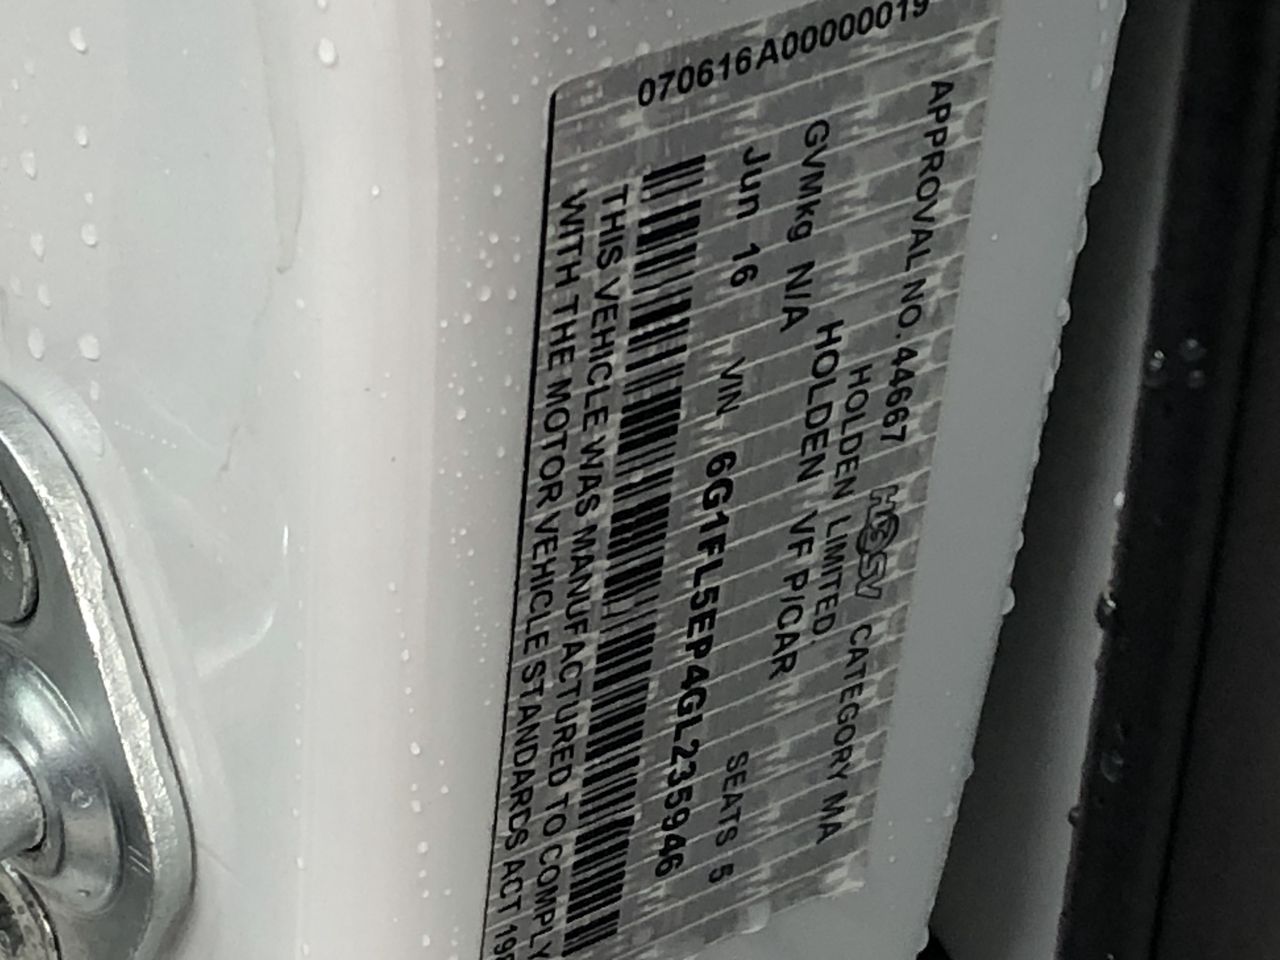 070616A00000019
APPROVAL NO. 44667 HSV CATEGORY MA
HOLDEN LIMITED.
GVMkg N/A HOLDEN VF P/CAR
Jun 16 VIN 6G1FL5EP4GL235946 SEATS 5
THIS VEHICLE WAS MANUFACTURED TO COMPLY
WITH THE MOTOR VEHICLE STANDARDS ACT